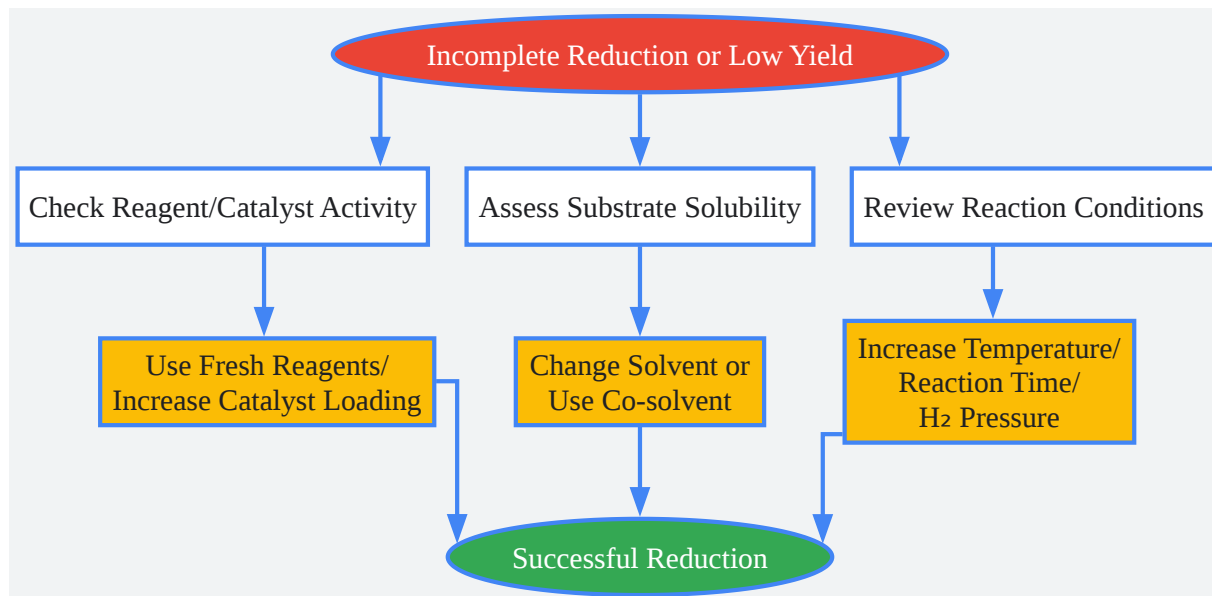 Incomplete Reduction or Low Yield
Check Reagent/Catalyst Activity
Assess Substrate Solubility
Review Reaction Conditions
Use Fresh Reagents/
Increase Catalyst Loading
Change Solvent or
Use Co-solvent
Increase Temperature/
Reaction Time/
H₂ Pressure
Successful Reduction